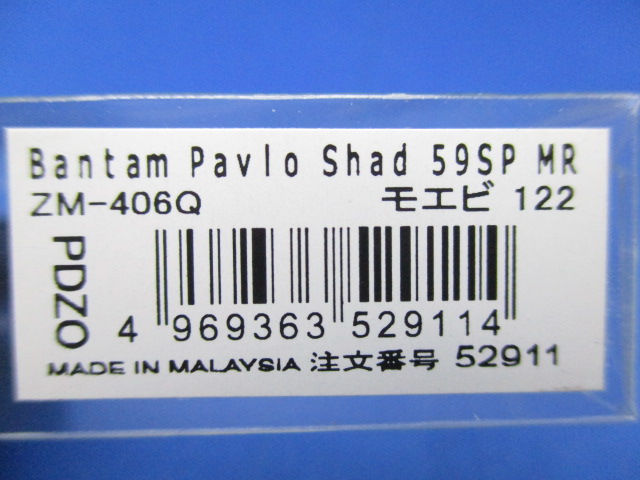 Bantam Pavlo Shad 59SP MR
ZM-406Q モエビ 122
PDZO
4 969363 529114
MADE IN MALAYSIA 注文番号 52911